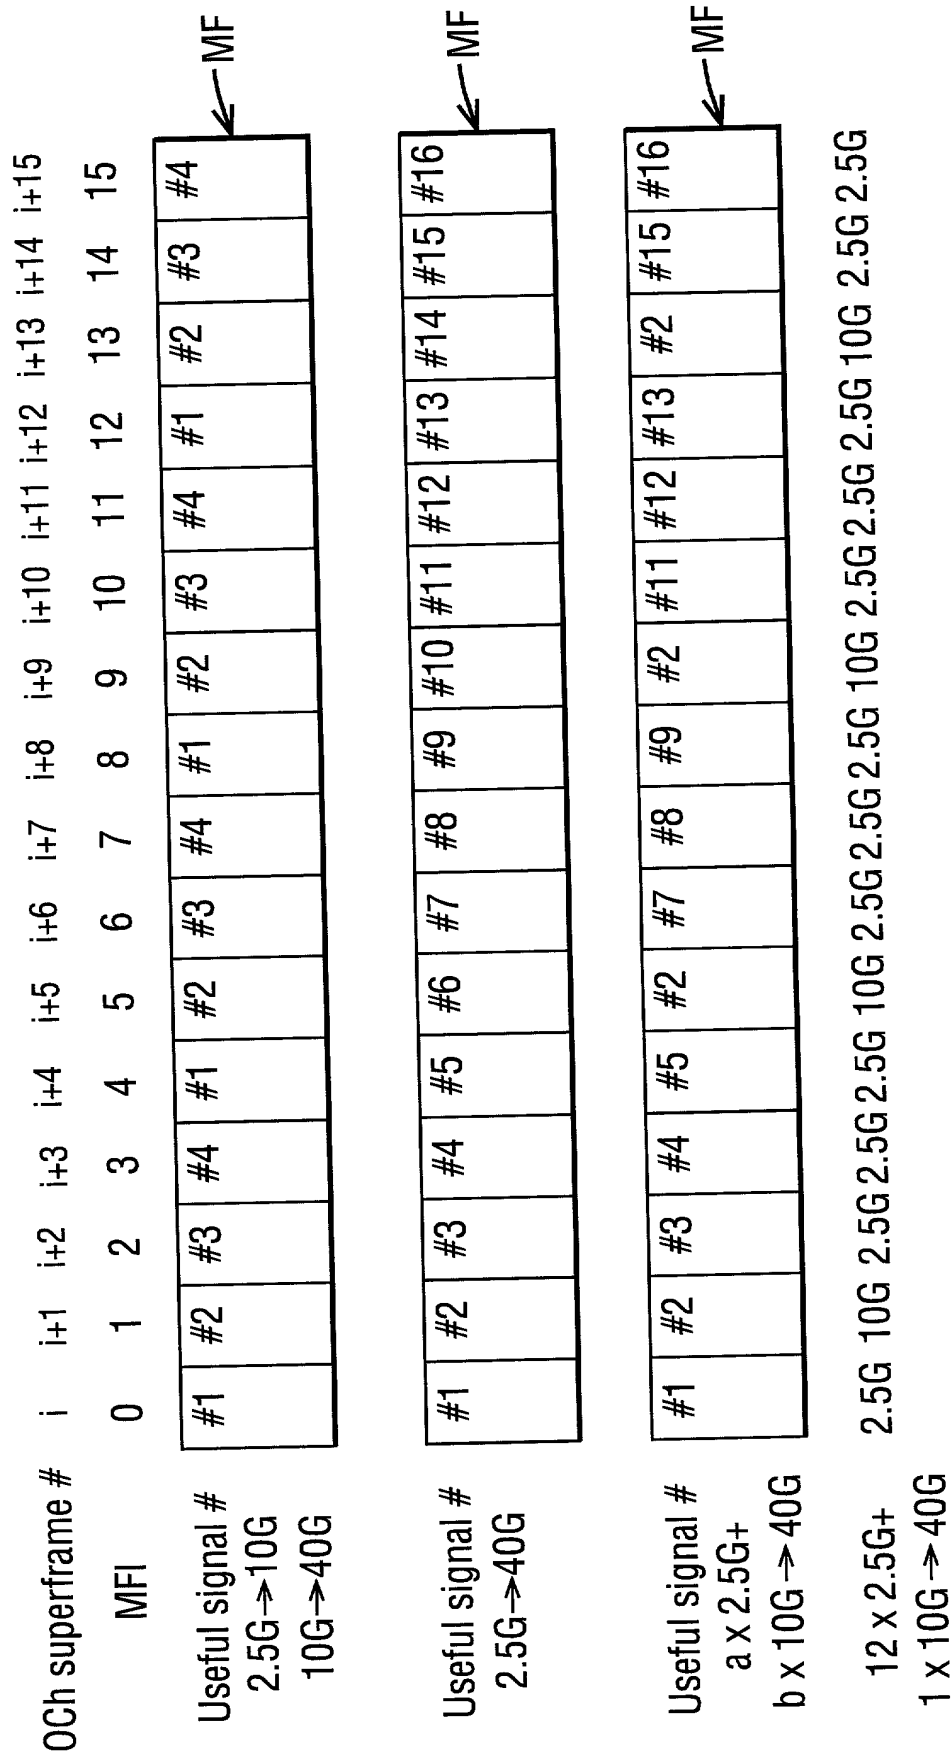 OCh superframe # i i+1 i+2 i+3 i+4 i+5 i+6 i+7 i+8 i+9 i+10 i+11 i+12 i+13 i+14 i+15
MFI 0 1 2 3 4 5 6 7 8 9 10 11 12 13 14 15
Useful signal # #1 #2 #3 #4 #1 #2 #3 #4 #1 #2 #3 #4 #1 #2 #3 #4 MF
2.5G→10G
10G→40G
Useful signal # #1 #2 #3 #4 #5 #6 #7 #8 #9 #10 #11 #12 #13 #14 #15 #16 MF
2.5G→40G
Useful signal # #1 #2 #3 #4 #5 #2 #7 #8 #9 #2 #11 #12 #13 #2 #15 #16 MF
a x 2.5G+
b x 10G→40G
12 x 2.5G+ 2.5G 10G 2.5G 2.5G 2.5G 10G 2.5G 2.5G 2.5G 10G 2.5G 2.5G 2.5G 10G 2.5G 2.5G
1 x 10G→40G